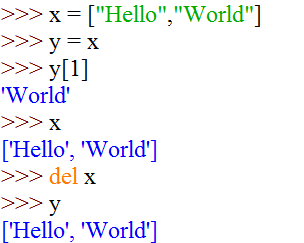 >>> x = ["Hello","World"]
>>> y = x
>>> y[1]
'World'
>>> x
['Hello', 'World']
>>> del x
>>> y
['Hello', 'World']